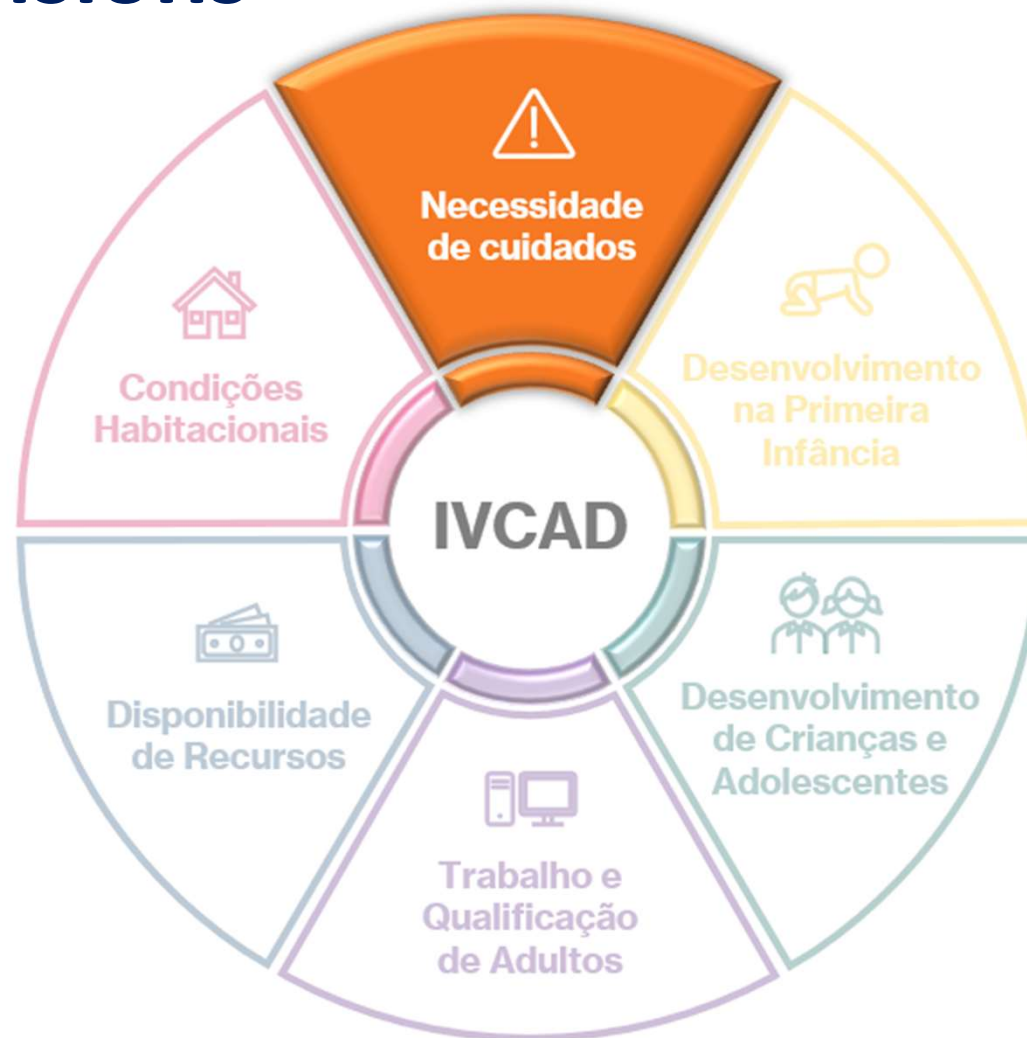 Necessidade
de cuidados
Desenvolvimento
na Primeira
Infância
Desenvolvimento
de Crianças e
Adolescentes
Trabalho e
Qualificação
de Adultos
Disponibilidade
de Recursos
Condições
Habitacionais
IVCAD